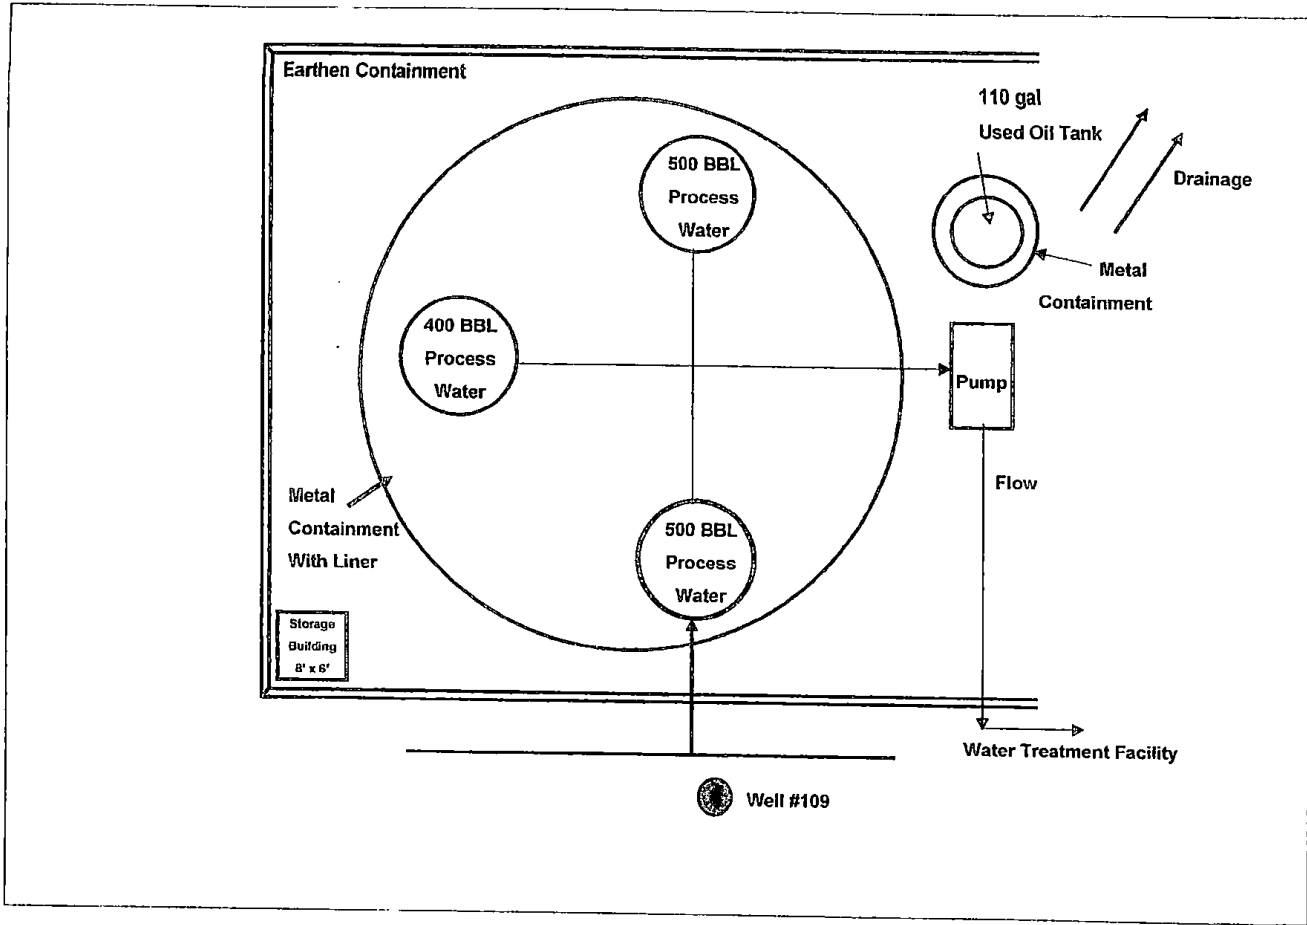 Earthen Containment
110 gal
Used Oil Tank
500 BBL
Process
Water
Drainage
Metal
Containment
400 BBL
Process
Water
Pump
Flow
Metal
Containment
With Liner
500 BBL
Process
Water
Storage
Building
8' x 6'
Water Treatment Facility
Well #109